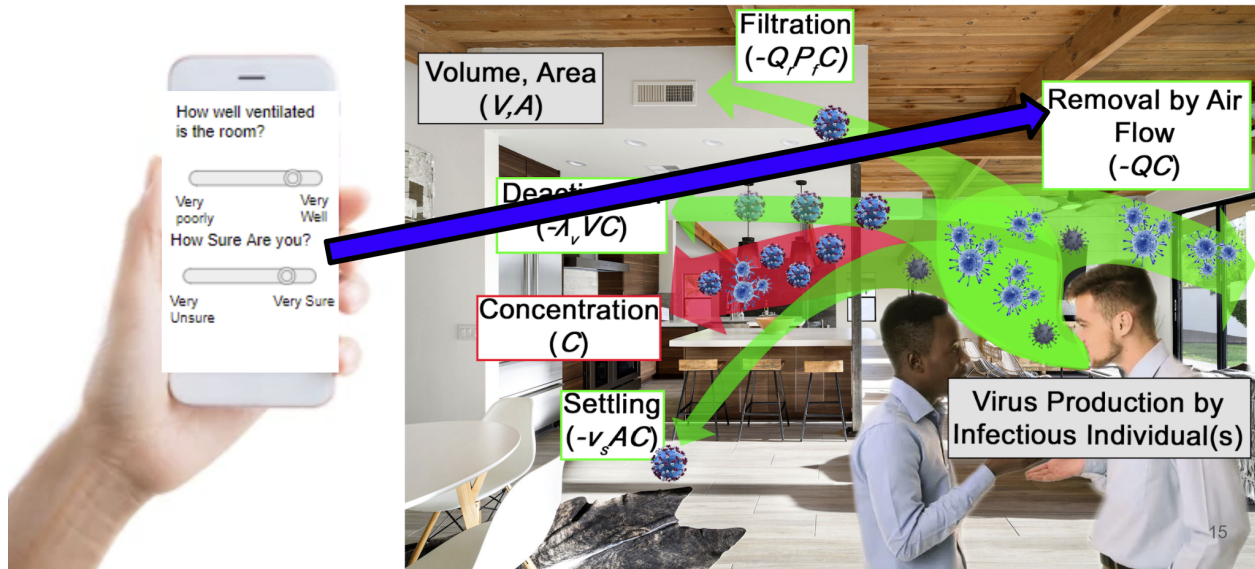 How well ventilated
is the room?
Very
poorly
Very
Well
How Sure Are you?
Very
Unsure
Very Sure
Volume, Area
(V,A)
Filtration
(-QᵣP_fC)
Removal by Air
Flow
(-QC)
(-λᵥVC)
Concentration
(C)
Settling
(-vₛAC)
Virus Production by
Infectious Individual(s)
15